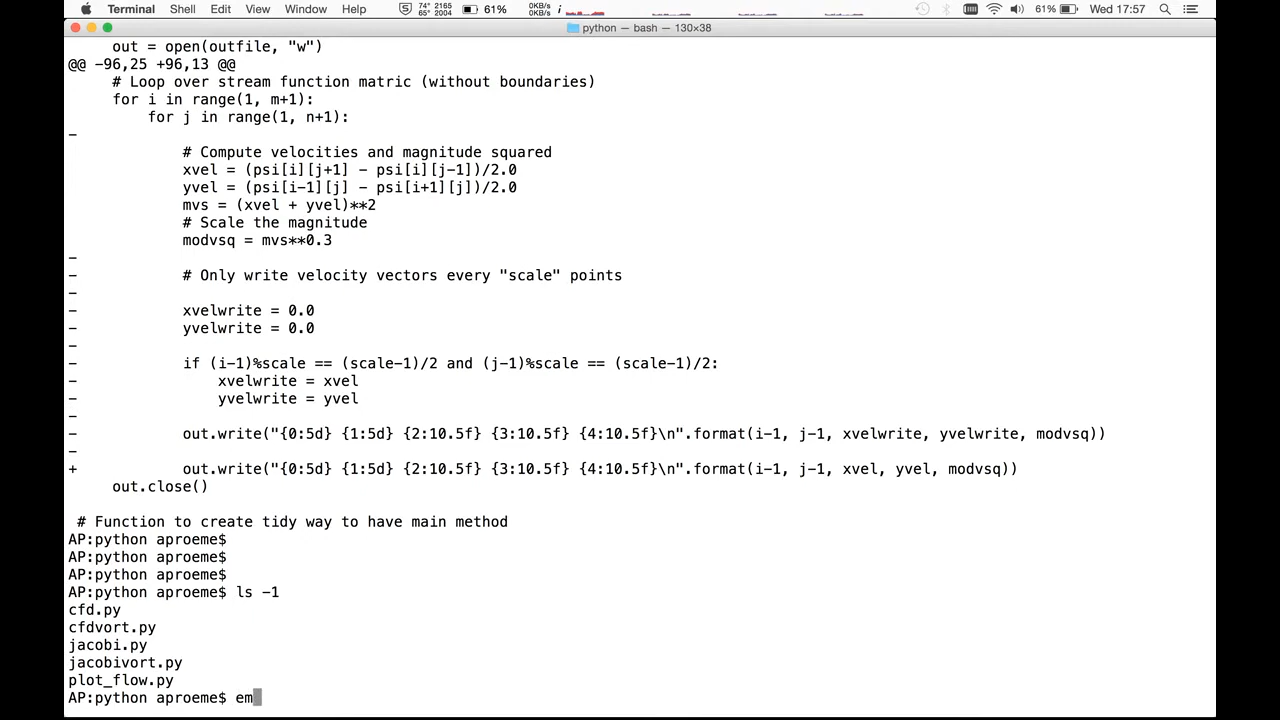 Terminal Shell Edit View Window Help 74° 2165 65° 2004 61% 0KB/s 0KB/s 61% Wed 17:57
python — bash — 130×38
    out = open(outfile, "w")
@@ -96,25 +96,13 @@
     # Loop over stream function matric (without boundaries)
     for i in range(1, m+1):
         for j in range(1, n+1):
-
             # Compute velocities and magnitude squared
             xvel = (psi[i][j+1] - psi[i][j-1])/2.0
             yvel = (psi[i-1][j] - psi[i+1][j])/2.0
             mvs = (xvel + yvel)**2
             # Scale the magnitude
             modvsq = mvs**0.3
-
-            # Only write velocity vectors every "scale" points
-
-            xvelwrite = 0.0
-            yvelwrite = 0.0
-
-            if (i-1)%scale == (scale-1)/2 and (j-1)%scale == (scale-1)/2:
-                xvelwrite = xvel
-                yvelwrite = yvel
-
-            out.write("{0:5d} {1:5d} {2:10.5f} {3:10.5f} {4:10.5f}\n".format(i-1, j-1, xvelwrite, yvelwrite, modvsq))
-
+            out.write("{0:5d} {1:5d} {2:10.5f} {3:10.5f} {4:10.5f}\n".format(i-1, j-1, xvel, yvel, modvsq))
     out.close()
 # Function to create tidy way to have main method
AP:python aproeme$
AP:python aproeme$
AP:python aproeme$
AP:python aproeme$ ls -1
cfd.py
cfdvort.py
jacobi.py
jacobivort.py
plot_flow.py
AP:python aproeme$ em